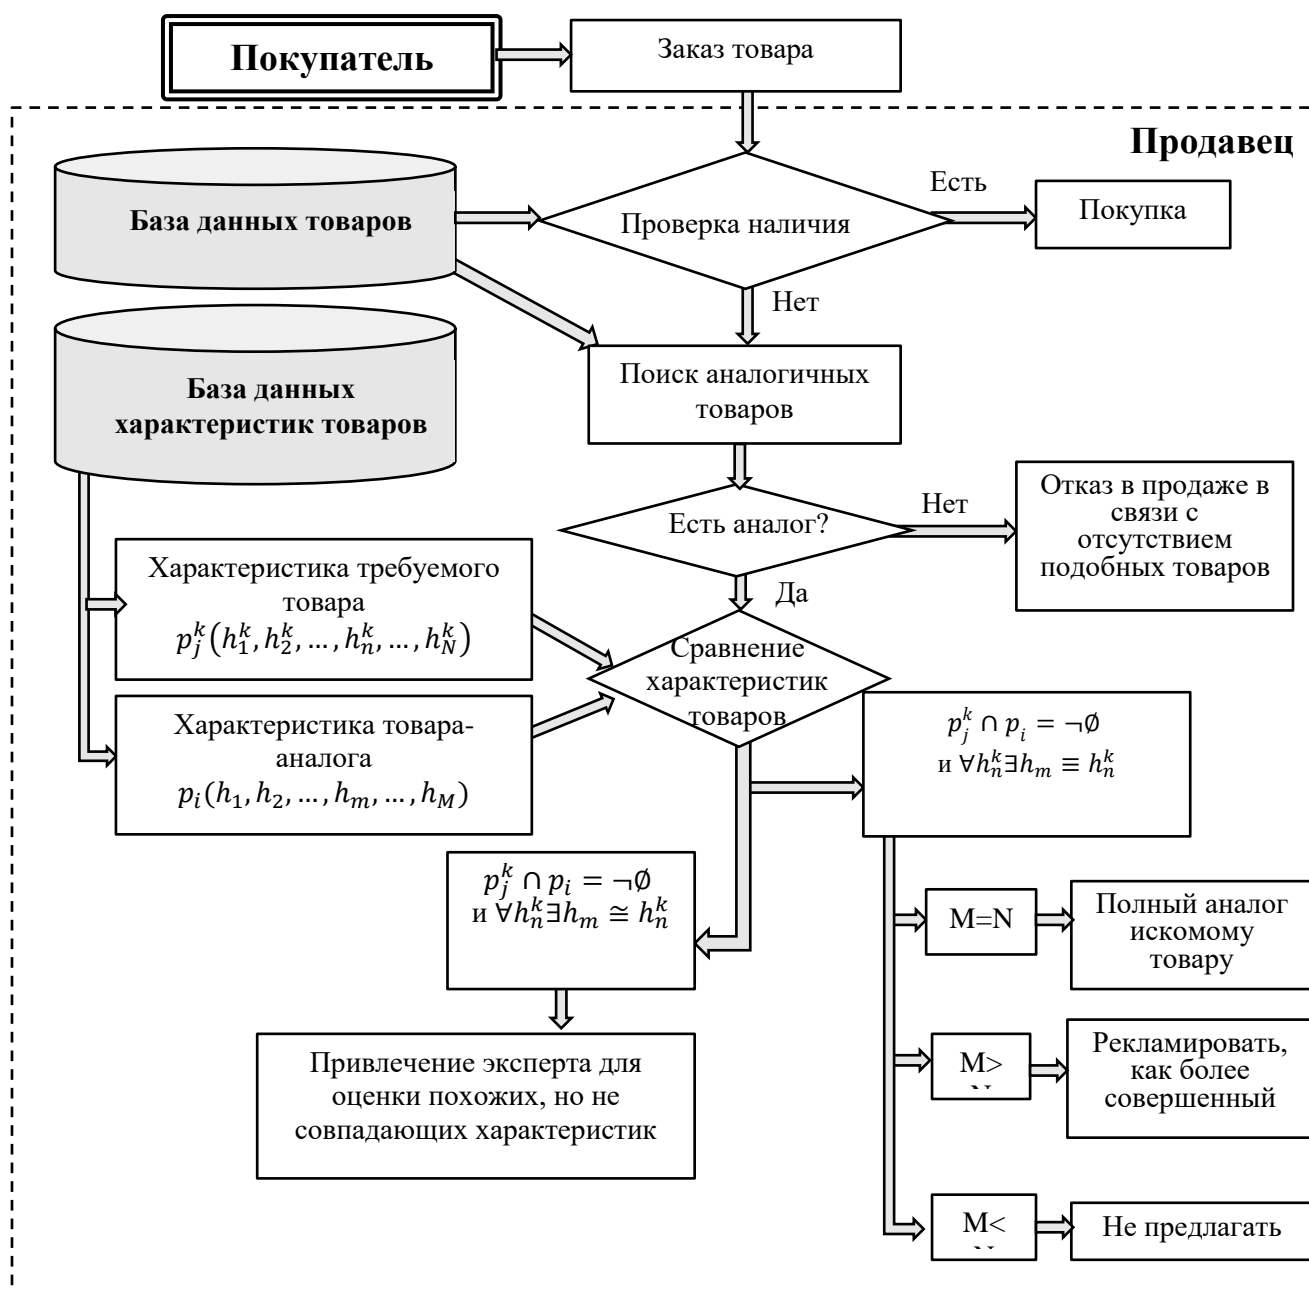 Покупатель
Заказ товара
Продавец
База данных товаров
Проверка наличия
Есть
Покупка
Нет
База данных
характеристик товаров
Поиск аналогичных
товаров
Есть аналог?
Нет
Отказ в продаже в
связи с
отсутствием
подобных товаров
Да
Характеристика требуемого
товара
$p_j^k(h_1^k, h_2^k, …, h_n^k, …, h_N^k)$
Сравнение
характеристик
товаров
Характеристика товара-
аналога
$p_i(h_1, h_2, …, h_m, …, h_M)$
$p_j^k ∩ p_i = ¬∅$
и $∀h_n^k∃h_m ≡ h_n^k$
$p_j^k ∩ p_i = ¬∅$
и $∀h_n^k∃h_m ≅ h_n^k$
M=N
Полный аналог
искомому
товару
Привлечение эксперта для
оценки похожих, но не
совпадающих характеристик
M>
Рекламировать,
как более
совершенный
M<
Не предлагать